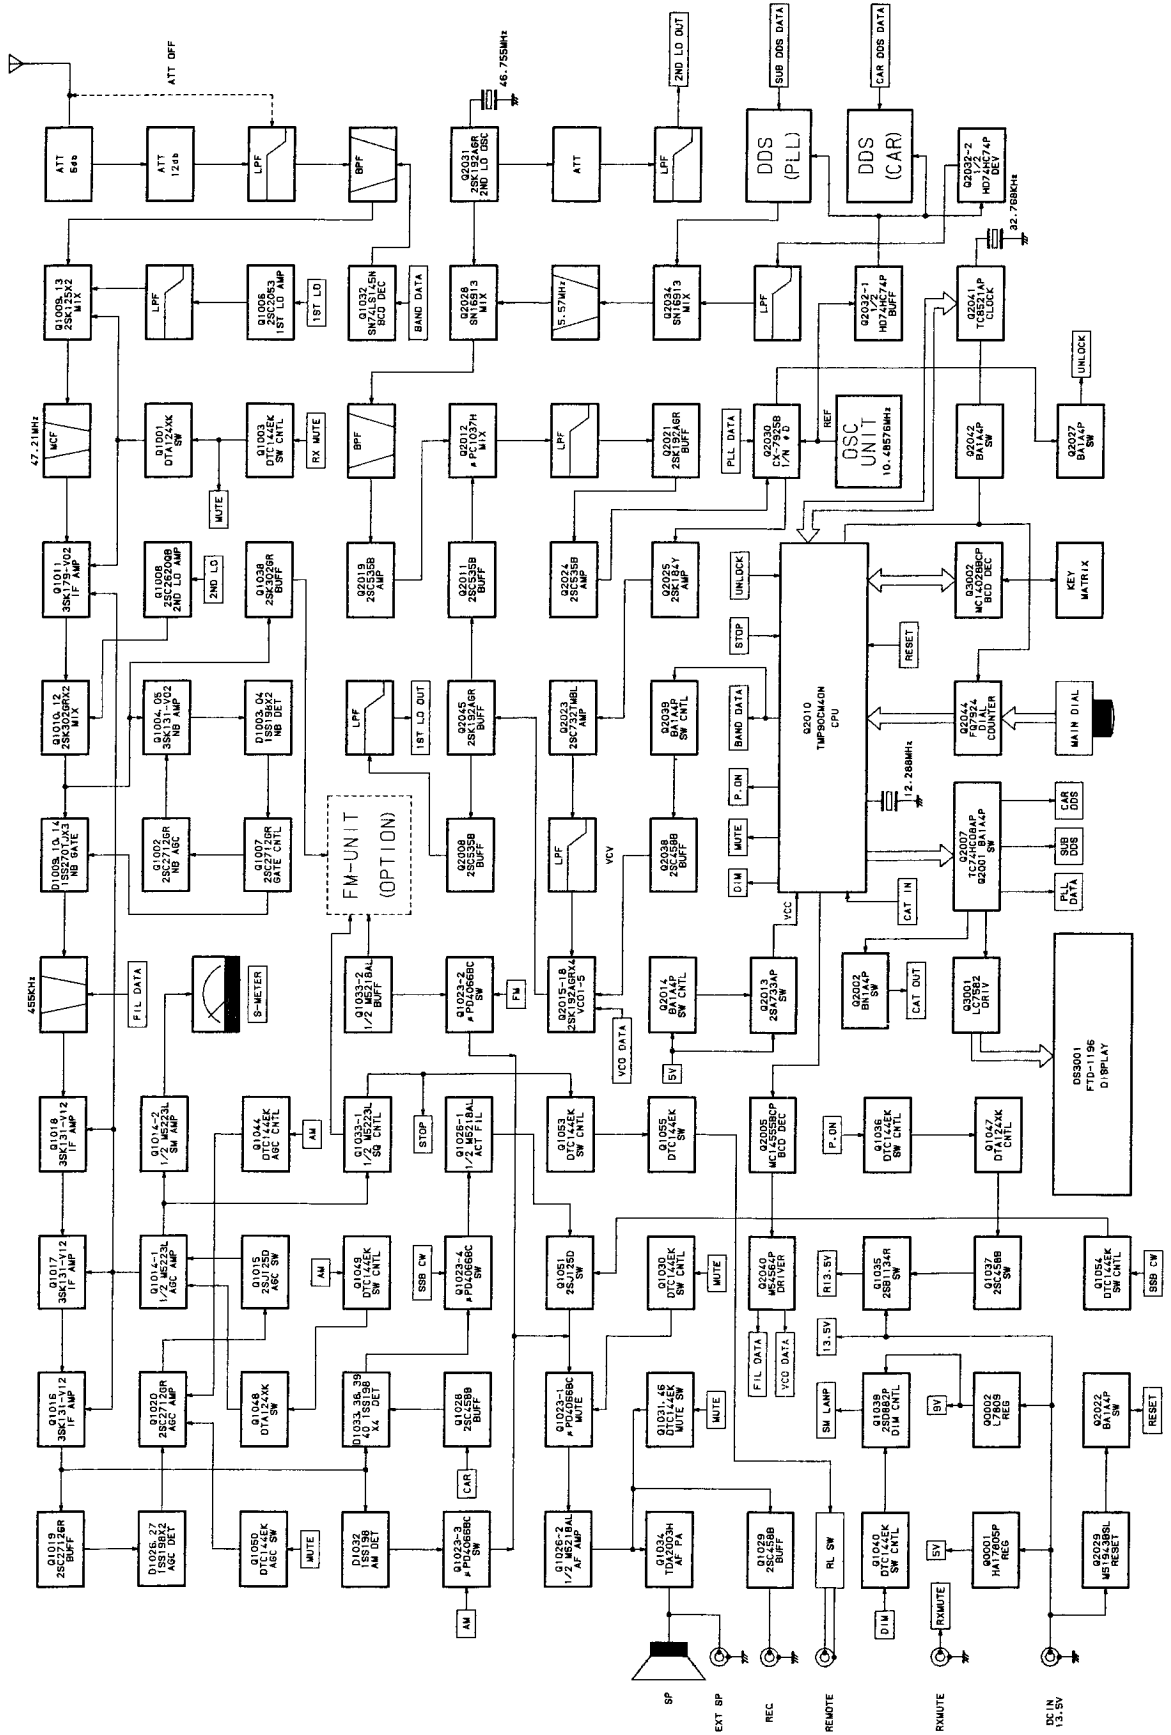 Q1019
2SC2712GR
BUFF
Q1016
3SK131-V12
IF AMP
Q1017
3SK131-V12
IF AMP
Q1018
3SK131-V12
IF AMP
455KHz
D1009,10,14
1SS270TJX3
NB GATE
Q1010,12
2SK302GRX2
MIX
Q1011
3SK179-V02
IF AMP
47.21MHz
MCF
Q1009,13
2SK125X2
MIX
ATT
6db
D1026,27
1SS198X2
AGC DET
Q1020
2SC2712GR
AGC AMP
Q1014-1
1/2 M5223L
AGC AMP
Q1014-2
1/2 M5223L
SM AMP
FIL DATA
Q1002
2SC2712GR
NB AGC
Q1004,05
3SK131-V02
NB AMP
Q1008
2SC2620QB
2ND LO AMP
Q1001
DTA124XK
SW
LPF
ATT
12db
ATT OFF
MUTE
2ND LO
MUTE
Q1050
DTC144EK
AGC SW
Q1048
DTA124XK
SW
Q1015
2SJ125D
AGC SW
Q1044
DTC144EK
AGC CNTL
S-METER
Q1007
2SC2712GR
GATE CNTL
D1003,04
1SS198X2
NB DET
Q1038
2SK302GR
BUFF
Q1003
DTC144EK
SW CNTL
Q1006
2SC2053
1ST LO AMP
LPF
AM
AM
RX MUTE
1ST LO
D1032
1SS198
AM DET
D1033,38,39
40 1SS198
X4 DET
Q1049
DTC144EK
SW CNTL
Q1033-1
1/2 M5223L
SQ CNTL
Q1033-2
1/2 M5218AL
BUFF
FM-UNIT
(OPTION)
LPF
1ST LO OUT
Q2019
2SC535B
AMP
BPF
Q1032
SN74LS145N
BCD DEC
BAND DATA
BPF
SSB CW
STOP
AM
Q1023-3
µPD4066BC
SW
CAR
Q1028
2SC458B
BUFF
Q1023-4
µPD4066BC
SW
Q1026-1
1/2 M5218AL
ACT FIL
Q1023-2
µPD4066BC
SW
FM
Q2008
2SC535B
BUFF
Q2045
2SK192AGR
BUFF
Q2011
2SC535B
BUFF
Q2012
µPC1037H
MIX
Q2028
SN16913
MIX
Q2031
2SK192AGR
2ND LO OSC
46.755MHz
Q1026-2
1/2 M5218AL
AF AMP
Q1023-1
µPD4066BC
MUTE
Q1051
2SJ125D
SW
Q1053
DTC144EK
SW CNTL
Q2015-18
2SK192AGRX4
VCO1-5
VCO DATA
LPF
VCV
Q2023
2SC732TMBL
AMP
Q2024
2SC535B
AMP
LPF
5.57MHz
ATT
SP
Q1034
TDA2003H
AF PA
Q1031,46
DTC144EK
MUTE SW
MUTE
Q1030
DTC144EK
SW CNTL
MUTE
Q1055
DTC144EK
SW
5V
Q2014
BA1A4P
SW CNTL
Q2038
2SC458B
BUFF
Q2039
BA1A4P
SW CNTL
Q2025
2SK184Y
AMP
Q2021
2SK192AGR
BUFF
Q2034
SN16913
MIX
LPF
2ND LO OUT
EXT SP
REC
Q1029
2SC458B
BUFF
FIL DATA
VCO DATA
Q2040
M54564P
DRIVER
Q2005
MC14555BCP
BCD DEC
Q2013
2SA733AP
SW
VCC
DIM
MUTE
P.ON
BAND DATA
STOP
UNLOCK
PLL DATA
Q2030
CX-7925B
1/N ΦD
LPF
DDS
(PLL)
SUB DDS DATA
REMOTE
RL SW
SM LAMP
13.5V
R13.5V
P.ON
Q2010
TMP90CM40N
CPU
REF
OSC
UNIT
10.48576MHz
Q2032-1
1/2
HD74HC74P
BUFF
DDS
(CAR)
CAR DDS DATA
DIM
Q1040
DTC144EK
SW CNTL
Q1039
2SD882P
DIM CNTL
Q1035
2SB1134R
SW
Q1036
DTC144EK
SW CNTL
Q2002
BN1A4P
SW
CAT OUT
CAT IN
12.288MHz
RESET
RXMUTE
RXMUTE
5V
9V
Q0001
HA17805P
REG
Q0002
L7809
REG
Q1037
2SC458B
SW
Q1047
DTA124XK
CNTL
Q3001
LC7582
DRIV
Q2007
TC74HC08AP
Q2001 BA1A4P
SW
Q2044
FQ7924
DIAL
COUNTER
Q3002
MC14028BCP
BCD DEC
Q2042
BA1A4P
SW
Q2041
TC8521AP
CLOCK
32.768KHz
Q2032-2
1/2
HD74HC74P
DEV
DC IN
13.5V
Q2029
M51943BSL
RESET
Q2022
BA1A4P
SW
RESET
Q1054
DTC144EK
SW CNTL
SSB CW
DS3001
FTD-1196
DISPLAY
PLL
DATA
SUB
DDS
CAR
DDS
MAIN DIAL
KEY
MATRIX
Q2027
BA1A4P
SW
UNLOCK